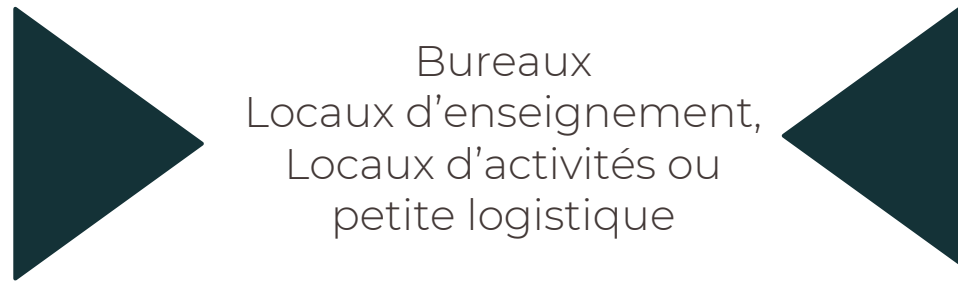 Bureaux
Locaux d’enseignement,
Locaux d’activités ou
petite logistique